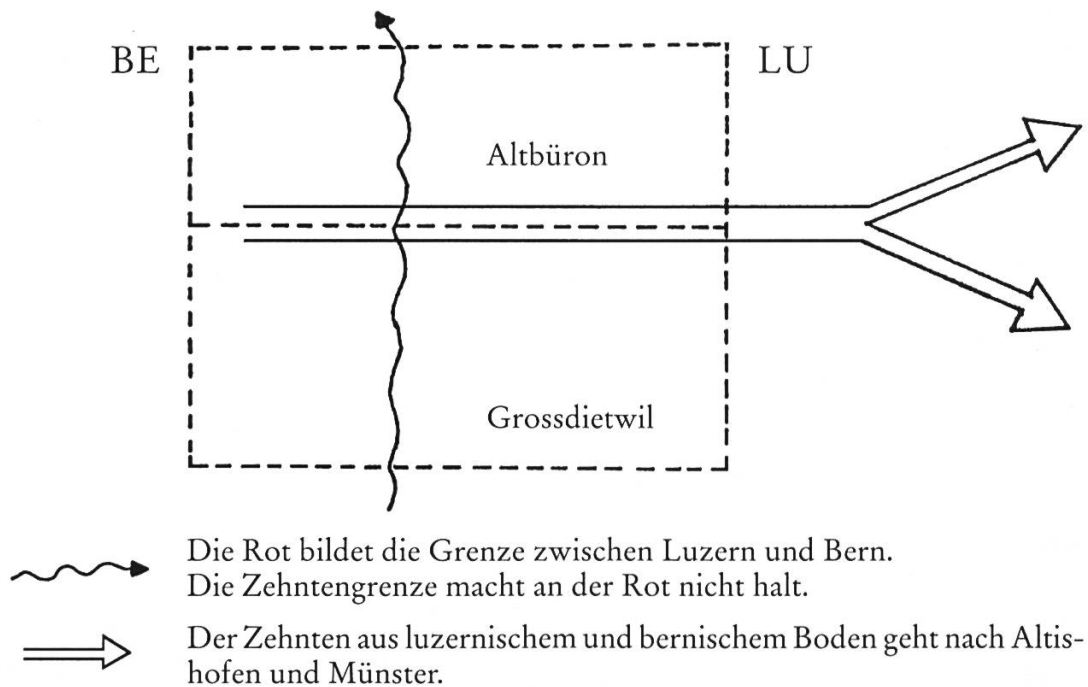 BE
LU
Altbüron
Grossdietwil
Die Rot bildet die Grenze zwischen Luzern und Bern.
Die Zehntengrenze macht an der Rot nicht halt.
Der Zehnten aus luzernischem und bernischem Boden geht nach Altis-
hofen und Münster.